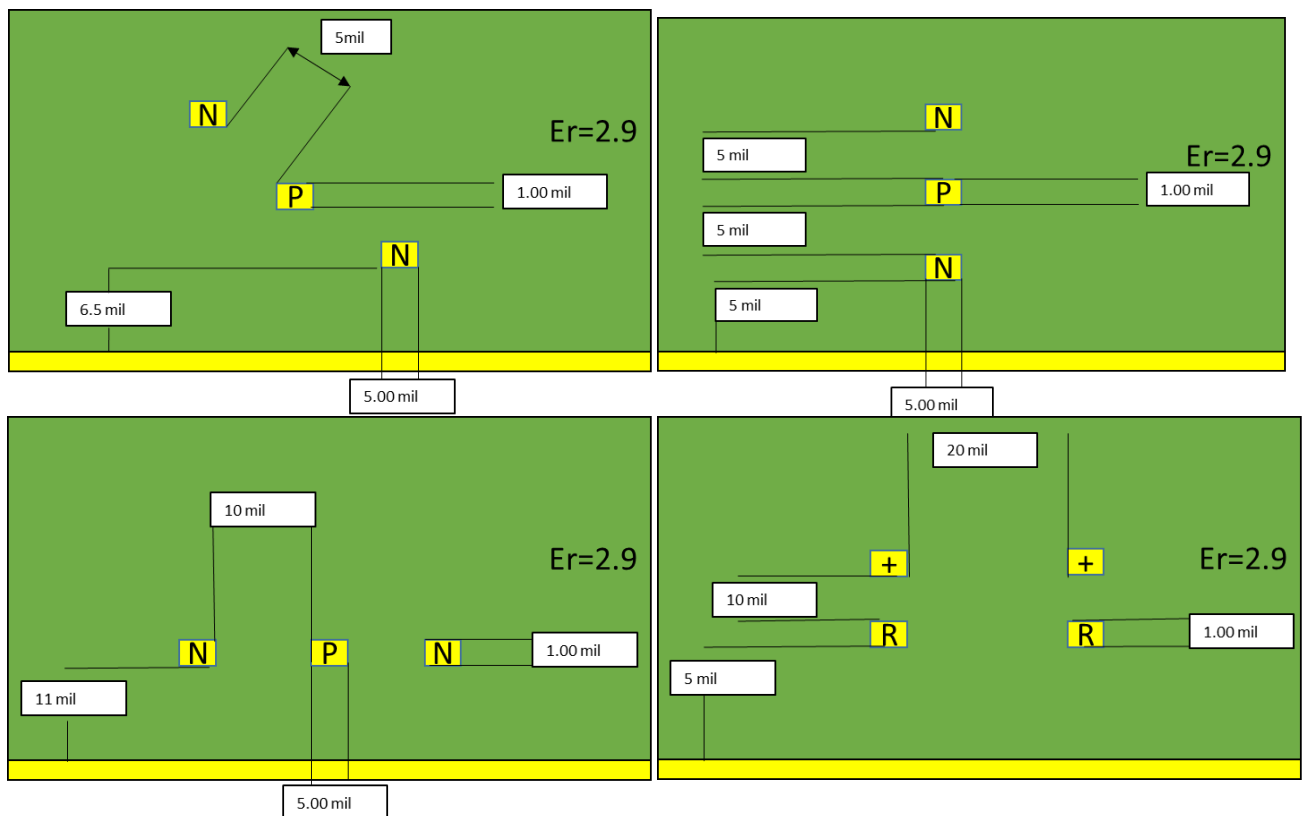 5mil
N
Er=2.9
P
1.00 mil
N
6.5 mil
5.00 mil
N
5 mil
Er=2.9
P
1.00 mil
5 mil
N
5 mil
5.00 mil
10 mil
Er=2.9
N
P
N
1.00 mil
11 mil
5.00 mil
20 mil
+
+
Er=2.9
10 mil
R
R
1.00 mil
5 mil